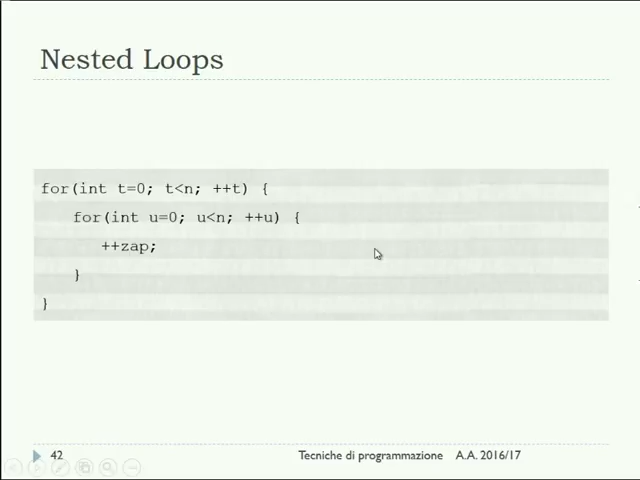 Nested Loops
for(int t=0; t<n; ++t) {
for(int u=0; u<n; ++u) {
++zap;
}
}
42
Tecniche di programmazione A.A. 2016/17